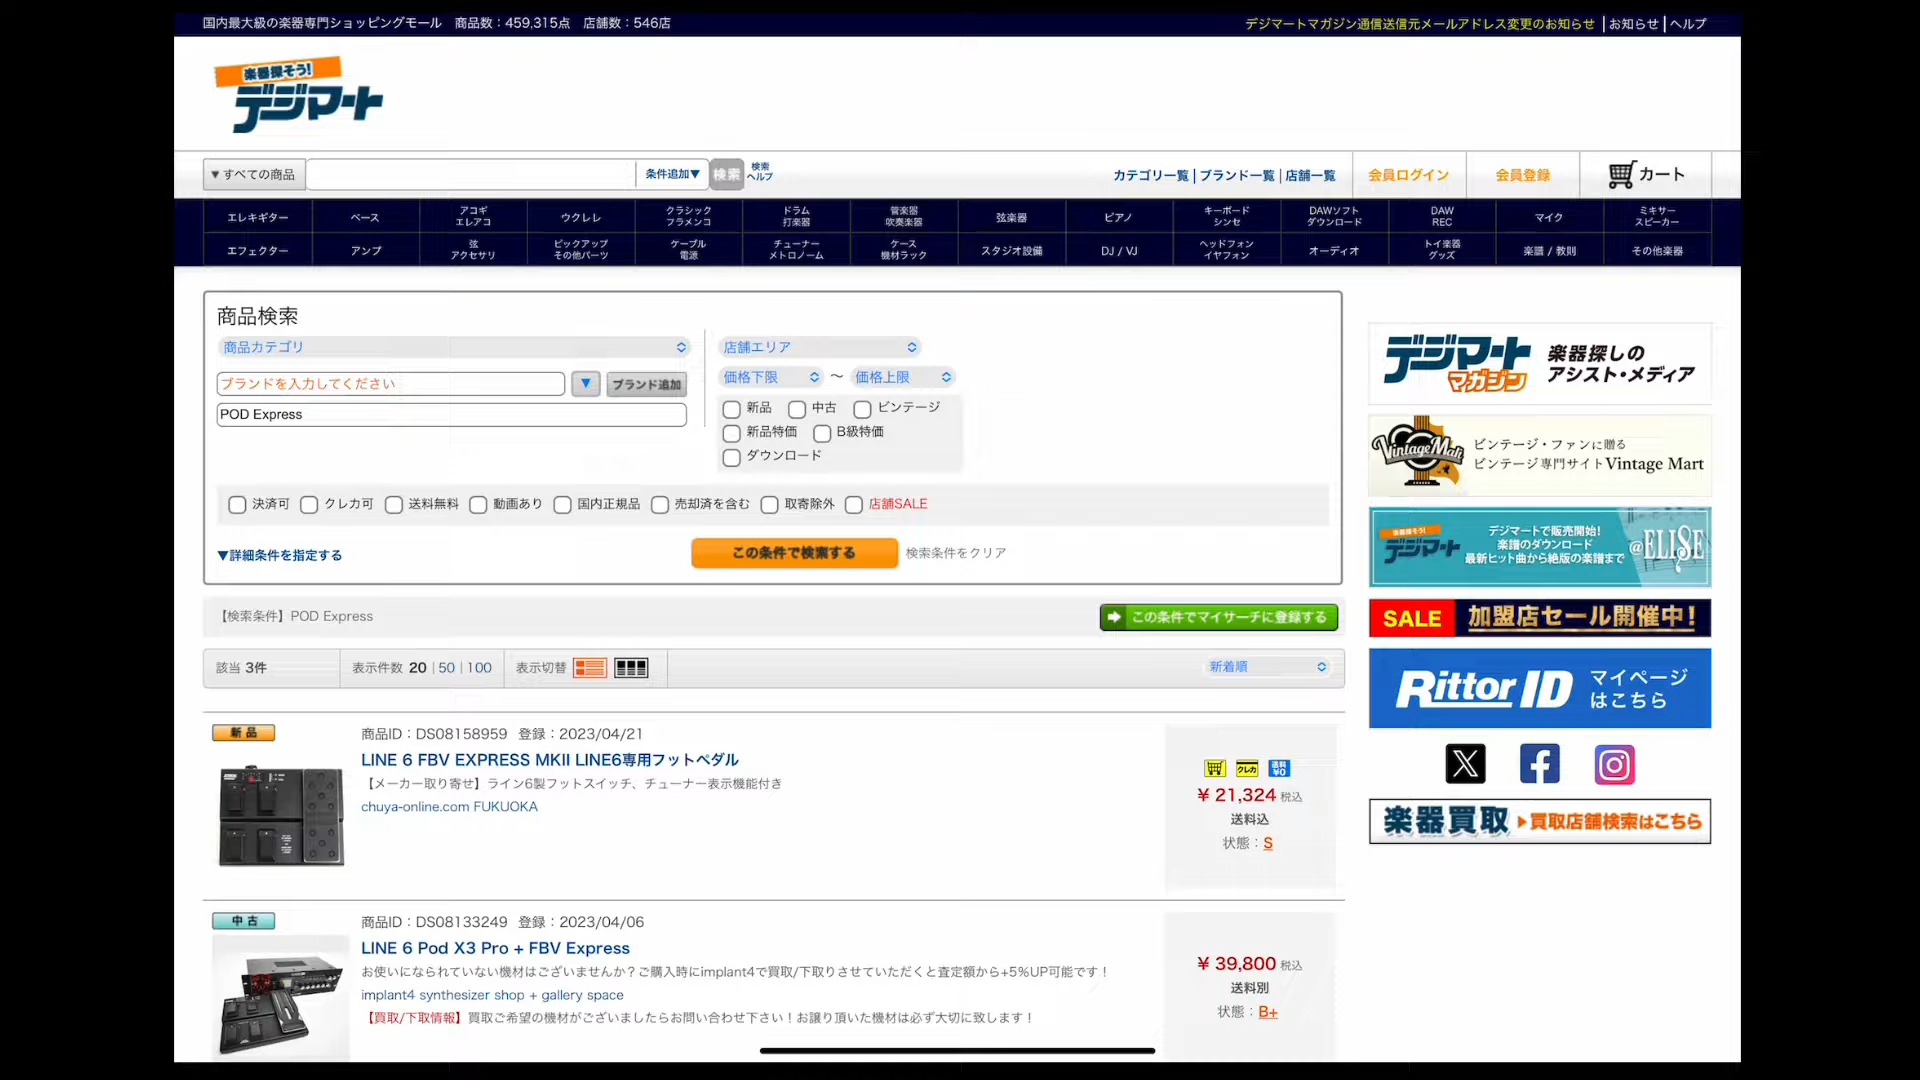 国内最大級の楽器専門ショッピングモール 商品数：459,315点 店舗数：546店
デジマートマガジン通信送信元メールアドレス変更のお知らせ | お知らせ | ヘルプ
楽器探そう!
デジマート
▼すべての商品
条件追加▼
検索
検索
ヘルプ
カテゴリ一覧 | ブランド一覧 | 店舗一覧
会員ログイン
会員登録
カート
エレキギター
ベース
アコギ
エレアコ
ウクレレ
クラシック
フラメンコ
ドラム
打楽器
管楽器
吹奏楽器
弦楽器
ピアノ
キーボード
シンセ
DAWソフト
ダウンロード
DAW
REC
マイク
ミキサー
スピーカー
エフェクター
アンプ
弦
アクセサリ
ピックアップ
その他パーツ
ケーブル
電源
チューナー
メトロノーム
ケース
機材ラック
スタジオ設備
DJ / VJ
ヘッドフォン
イヤフォン
オーディオ
トイ楽器
グッズ
楽譜 / 教則
その他楽器
商品検索
商品カテゴリ
ブランドを入力してください
▼
ブランド追加
POD Express
店舗エリア
価格下限 〜 価格上限
新品 中古 ビンテージ
新品特価 B級特価
ダウンロード
決済可 クレカ可 送料無料 動画あり 国内正規品 売却済を含む 取寄除外 店舗SALE
▼詳細条件を指定する
この条件で検索する
検索条件をクリア
【検索条件】POD Express
この条件でマイサーチに登録する
該当 3件
表示件数 20 | 50 | 100
表示切替
新着順
新品
商品ID：DS08158959 登録：2023/04/21
LINE 6 FBV EXPRESS MKII LINE6専用フットペダル
【メーカー取り寄せ】ライン6製フットスイッチ、チューナー表示機能付き
chuya-online.com FUKUOKA
クレカ
送料
¥0
¥ 21,324 税込
送料込
状態：S
中古
商品ID：DS08133249 登録：2023/04/06
LINE 6 Pod X3 Pro + FBV Express
お使いになられていない機材はございませんか？ご購入時にimplant4で買取/下取りさせていただくと査定額から+5%UP可能です！
implant4 synthesizer shop + gallery space
【買取/下取情報】買取ご希望の機材がございましたらお問い合わせ下さい！お譲り頂いた機材は必ず大切に致します！
¥ 39,800 税込
送料別
状態：B+
デジマート
マガジン
楽器探しの
アシスト・メディア
VintageMart
ビンテージ・ファンに贈る
ビンテージ専門サイトVintage Mart
楽器探そう!
デジマート
デジマートで販売開始!
楽譜のダウンロード
最新ヒット曲から絶版の楽譜まで
@ELISE
SALE 加盟店セール開催中!
Rittor ID
マイページ
はこちら
楽器買取 ▶買取店舗検索はこちら